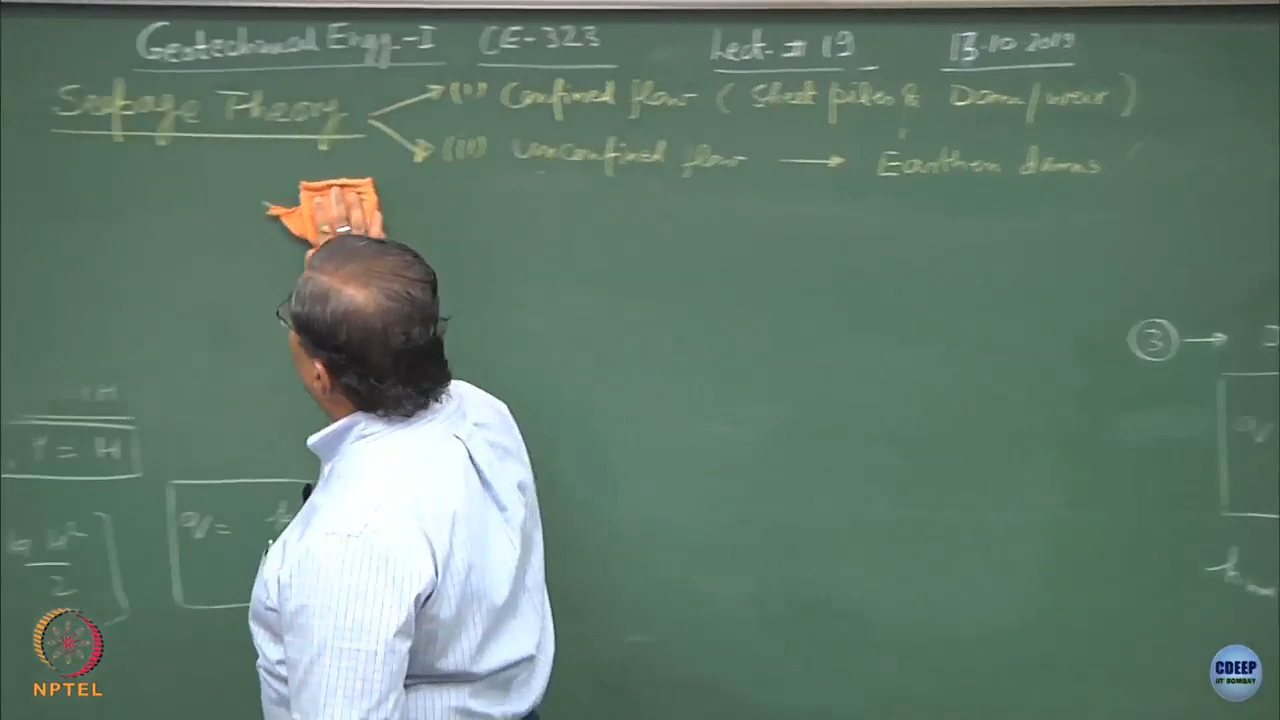 Geotechnical Engg-I CE-323 Lect. # 19 13.10 2019
Seepage Theory (i) Confined flow ( Sheet piles & Dams/weir )
(ii) Unconfined flow → Earthen dams
③ →
Y = H
q =
2
NPTEL
CDEEP
IIT BOMBAY